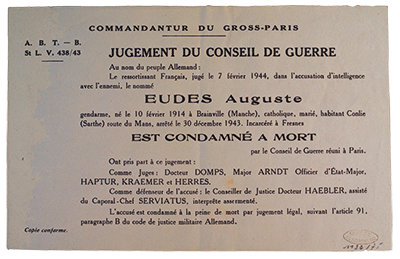 COMMANDANTUR DU GROSS-PARIS
A. B. T. — B.
St L. V. 438/43
JUGEMENT DU CONSEIL DE GUERRE
Au nom du peuple Allemand :
Le ressortissant Français, jugé le 7 février 1944, dans l'accusation d'intelligence
avec l'ennemi, le nommé
EUDES Auguste
gendarme, né le 10 février 1914 à Brainville (Manche), catholique, marié, habitant Conlie
(Sarthe) route du Mans, arrêté le 30 décembre 1943. Incarcéré à Fresnes
EST CONDAMNÉ A MORT
par le Conseil de Guerre réuni à Paris.
Ont pris part à ce jugement :
Comme Juges : Docteur DOMPS, Major ARNDT Officier d'État-Major,
HAPTUR, KRAEMER et HERRES.
Comme défenseur de l'accusé : le Conseiller de Justice Docteur HAEBLER, assisté
du Caporal-Chef SERVIATUS, interprète assermenté.
L'accusé est condamné à la peine de mort par jugement légal, suivant l'article 91,
paragraphe B du code de justice militaire Allemand.
Copie conforme.